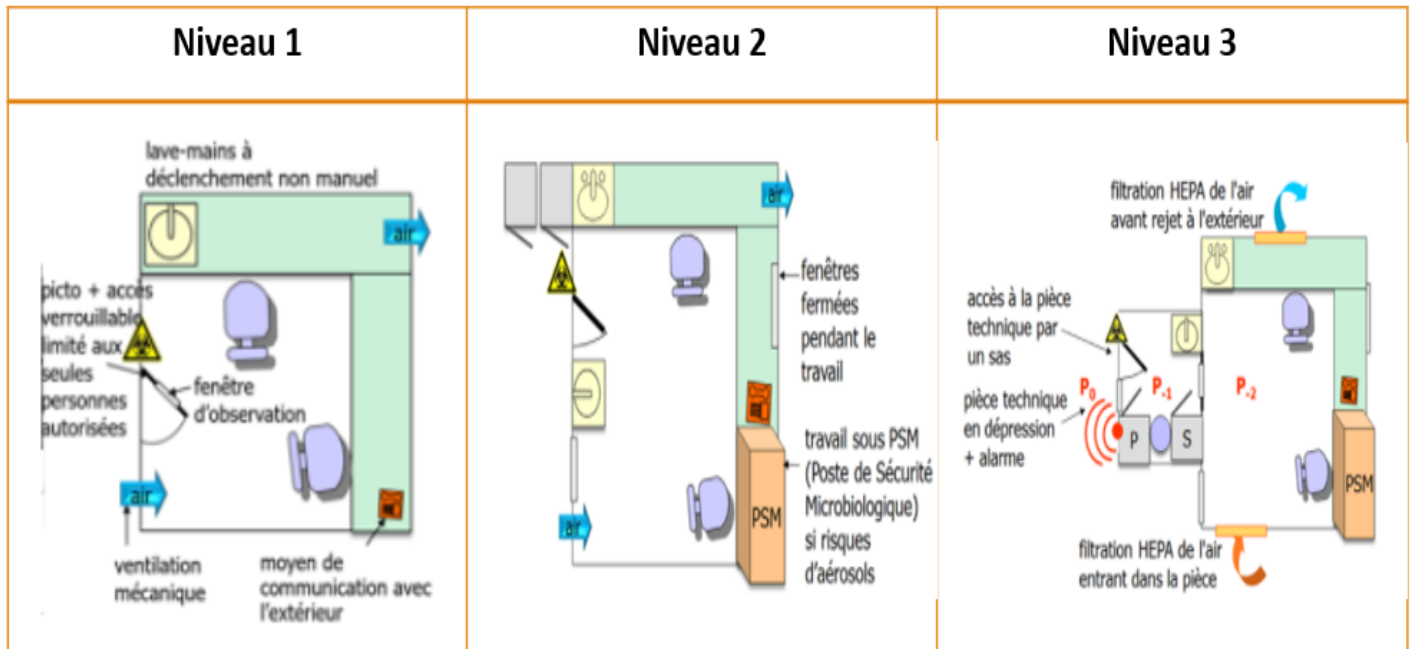 Niveau 1
Niveau 2
Niveau 3
lave-mains à
déclenchement non manuel
air
picto + accès
verrouillable
limité aux
seules
personnes
autorisées
fenêtre
d'observation
air
ventilation
mécanique
moyen de
communication avec
l'extérieur
air
fenêtres
fermées
pendant le
travail
travail sous PSM
(Poste de Sécurité
Microbiologique)
si risques
d'aérosols
PSM
air
filtration HEPA de l'air
avant rejet à l'extérieur
accès à la pièce
technique par
un sas
P0
P-1
P-2
pièce technique
en dépression
+ alarme
P
S
PSM
filtration HEPA de l'air
entrant dans la pièce